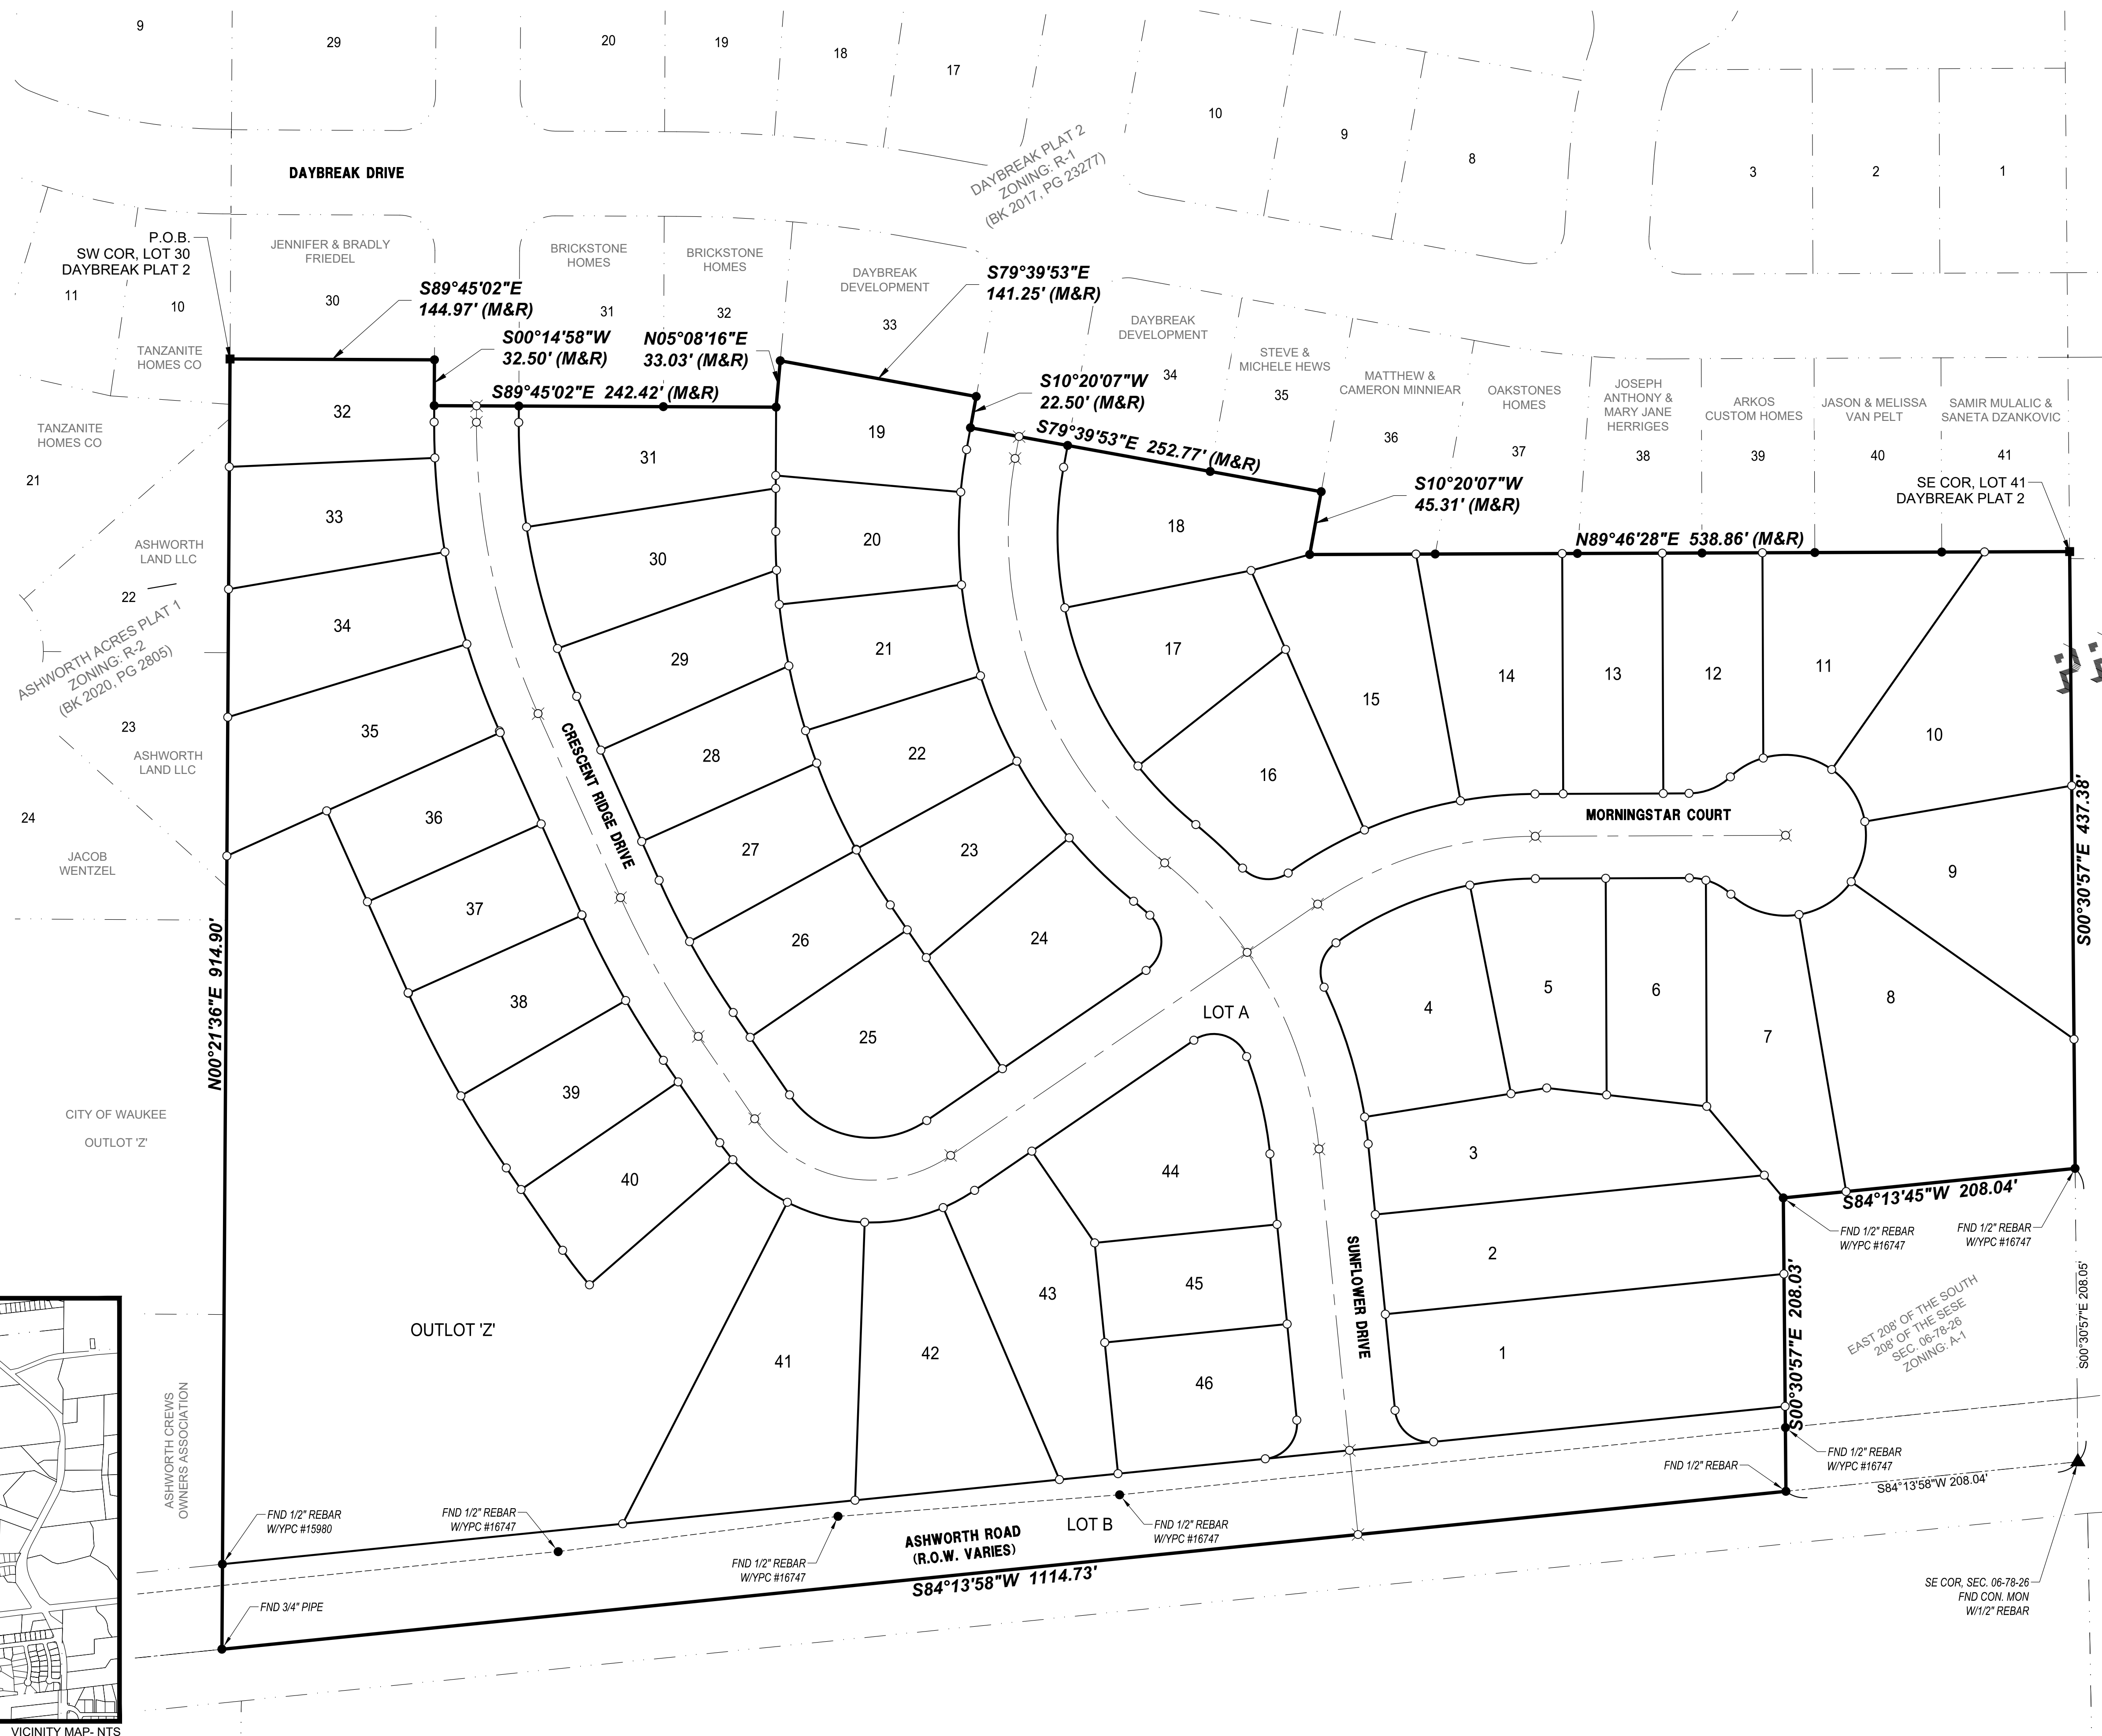 9
29
20
19
18
17
10
9
8
3
2
1
DAYBREAK DRIVE
DAYBREAK PLAT 2
ZONING: R-1
(BK 2017, PG 23277)
P.O.B.
SW COR, LOT 30
DAYBREAK PLAT 2
11
10
TANZANITE
HOMES CO
JENNIFER & BRADLY
FRIEDEL
30
BRICKSTONE
HOMES
31
BRICKSTONE
HOMES
32
DAYBREAK
DEVELOPMENT
33
DAYBREAK
DEVELOPMENT
34
STEVE &
MICHELE HEWS
35
MATTHEW &
CAMERON MINNIEAR
36
OAKSTONES
HOMES
37
JOSEPH
ANTHONY &
MARY JANE
HERRIGES
38
ARKOS
CUSTOM HOMES
39
JASON & MELISSA
VAN PELT
40
SAMIR MULALIC &
SANETA DZANKOVIC
41
S89°45'02"E
144.97' (M&R)
S00°14'58"W
32.50' (M&R)
N05°08'16"E
33.03' (M&R)
S89°45'02"E 242.42' (M&R)
S79°39'53"E
141.25' (M&R)
S10°20'07"W
22.50' (M&R)
S79°39'53"E 252.77' (M&R)
S10°20'07"W
45.31' (M&R)
N89°46'28"E 538.86' (M&R)
SE COR, LOT 41
DAYBREAK PLAT 2
TANZANITE
HOMES CO
21
ASHWORTH
LAND LLC
22
ASHWORTH ACRES PLAT 1
ZONING: R-2
(BK 2020, PG 2805)
23
ASHWORTH
LAND LLC
24
JACOB
WENTZEL
CITY OF WAUKEE
OUTLOT 'Z'
ASHWORTH CREWS
OWNERS ASSOCIATION
N00°21'36"E 914.90'
32
33
34
35
36
37
38
39
40
31
30
29
28
27
26
25
19
20
21
22
23
24
18
17
16
15
14
13
12
11
10
9
8
7
6
5
4
3
2
1
44
45
46
43
42
41
CRESCENT RIDGE DRIVE
MORNINGSTAR COURT
SUNFLOWER DRIVE
LOT A
OUTLOT 'Z'
S00°30'57"E 437.38'
S84°13'45"W 208.04'
FND 1/2" REBAR
W/YPC #16747
FND 1/2" REBAR
W/YPC #16747
S00°30'57"E 208.03'
EAST 208' OF THE SOUTH
208' OF THE SESE
SEC. 06-78-26
ZONING: A-1
S00°30'57"E 208.05'
FND 1/2" REBAR
W/YPC #16747
FND 1/2" REBAR
S84°13'58"W 208.04'
FND 1/2" REBAR
W/YPC #15980
FND 1/2" REBAR
W/YPC #16747
FND 1/2" REBAR
W/YPC #16747
FND 1/2" REBAR
W/YPC #16747
LOT B
ASHWORTH ROAD
(R.O.W. VARIES)
S84°13'58"W 1114.73'
FND 3/4" PIPE
SE COR, SEC. 06-78-26
FND CON. MON
W/1/2" REBAR
VICINITY MAP- NTS